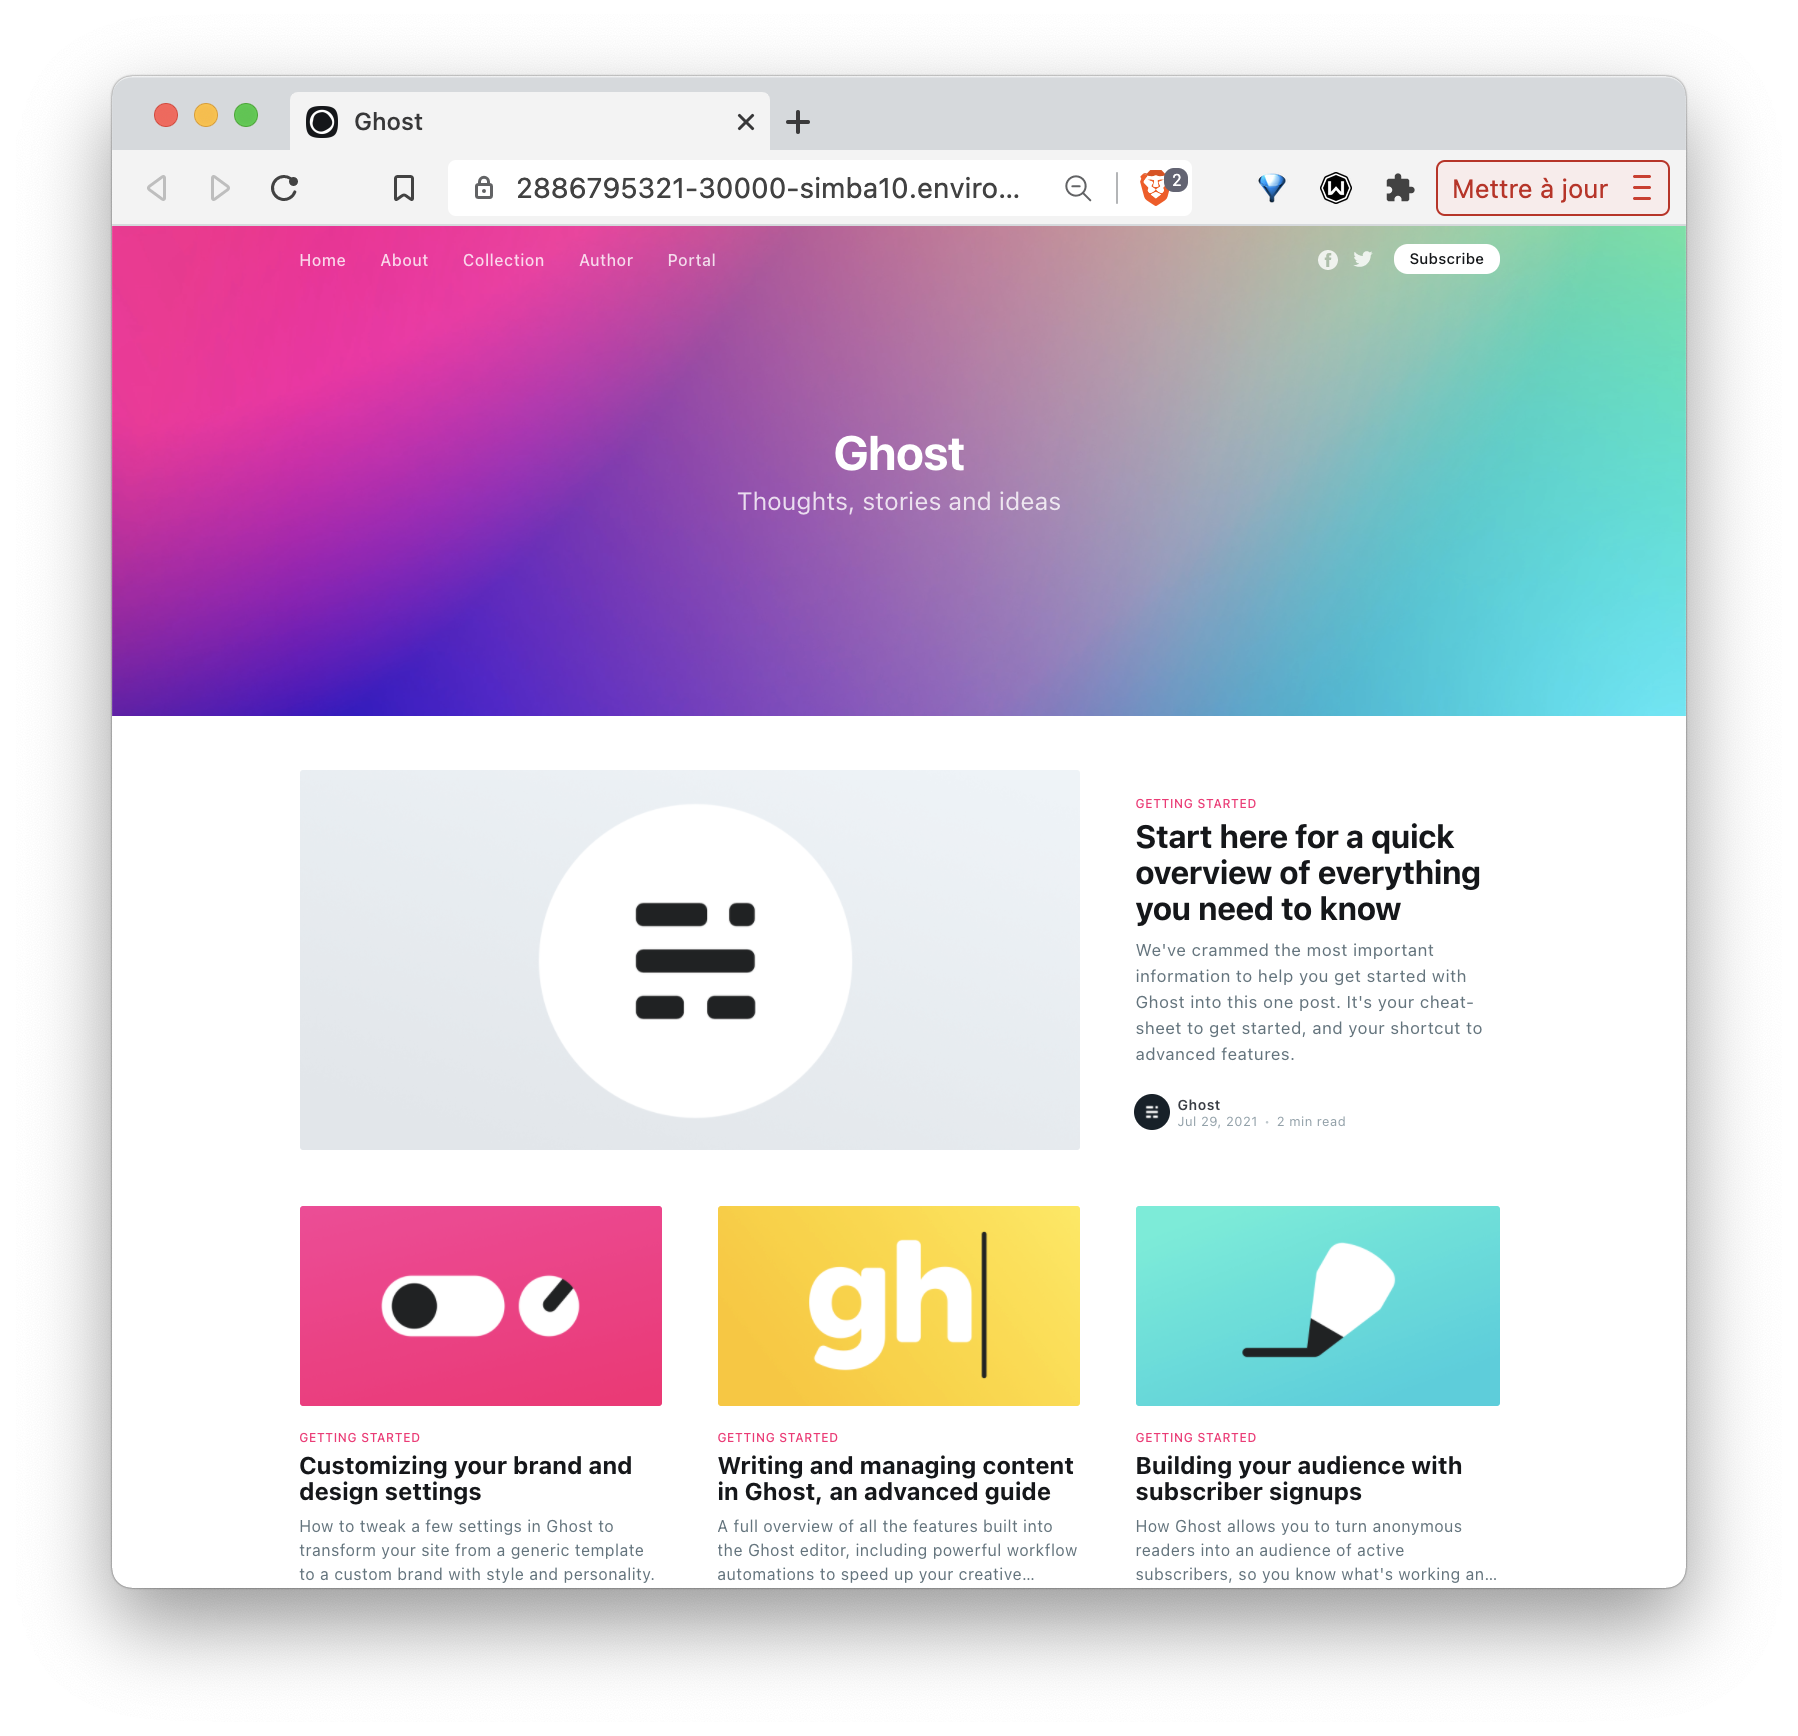 Ghost
2886795321-30000-simba10.enviro...
2
Mettre à jour
Home About Collection Author Portal
Subscribe
Ghost
Thoughts, stories and ideas
GETTING STARTED
Start here for a quick
overview of everything
you need to know
We've crammed the most important
information to help you get started with
Ghost into this one post. It's your cheat-
sheet to get started, and your shortcut to
advanced features.
Ghost
Jul 29, 2021 • 2 min read
gh
GETTING STARTED
Customizing your brand and
design settings
How to tweak a few settings in Ghost to
transform your site from a generic template
to a custom brand with style and personality.
GETTING STARTED
Writing and managing content
in Ghost, an advanced guide
A full overview of all the features built into
the Ghost editor, including powerful workflow
automations to speed up your creative...
GETTING STARTED
Building your audience with
subscriber signups
How Ghost allows you to turn anonymous
readers into an audience of active
subscribers, so you know what's working an...